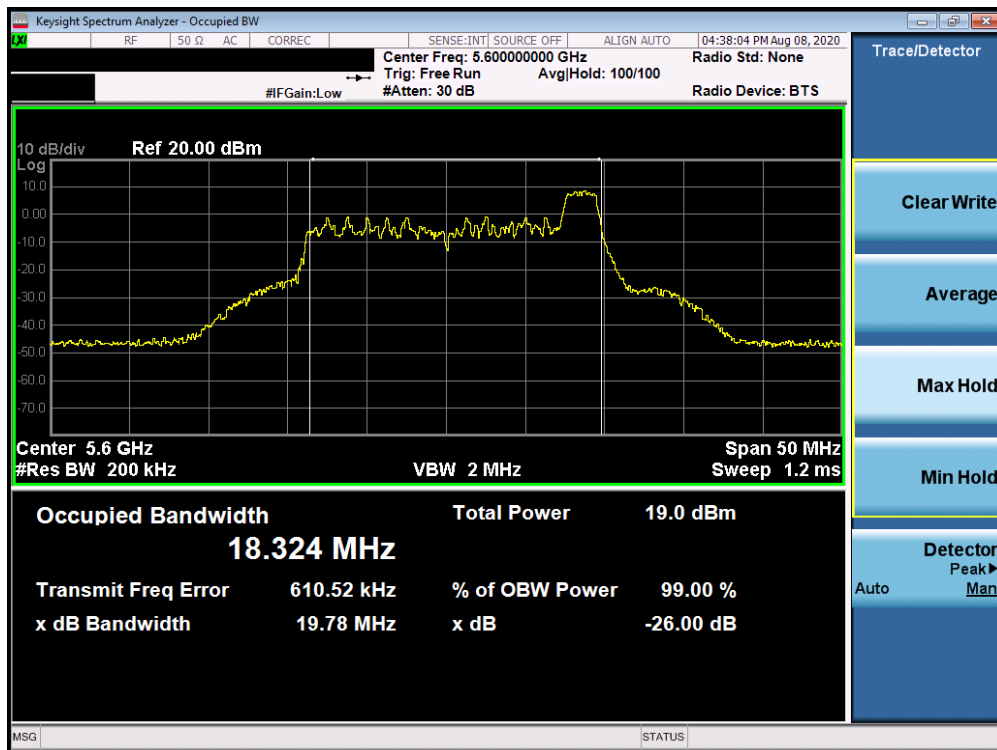 Keysight Spectrum Analyzer - Occupied BW
LXI RF 50 Ω AC CORREC SENSE:INT SOURCE OFF ALIGN AUTO 04:38:04 PM Aug 08, 2020
Center Freq: 5.600000000 GHz Radio Std: None
Trig: Free Run Avg|Hold: 100/100
#IFGain:Low #Atten: 30 dB Radio Device: BTS
Trace/Detector
10 dB/div Ref 20.00 dBm
Log
10.0
0.00
-10.0
-20.0
-30.0
-40.0
-50.0
-60.0
-70.0
Center 5.6 GHz Span 50 MHz
#Res BW 200 kHz VBW 2 MHz Sweep 1.2 ms
Occupied Bandwidth Total Power 19.0 dBm
18.324 MHz
Transmit Freq Error 610.52 kHz % of OBW Power 99.00 %
x dB Bandwidth 19.78 MHz x dB -26.00 dB
Clear Write
Average
Max Hold
Min Hold
Detector
Peak▶
Auto Man
MSG STATUS